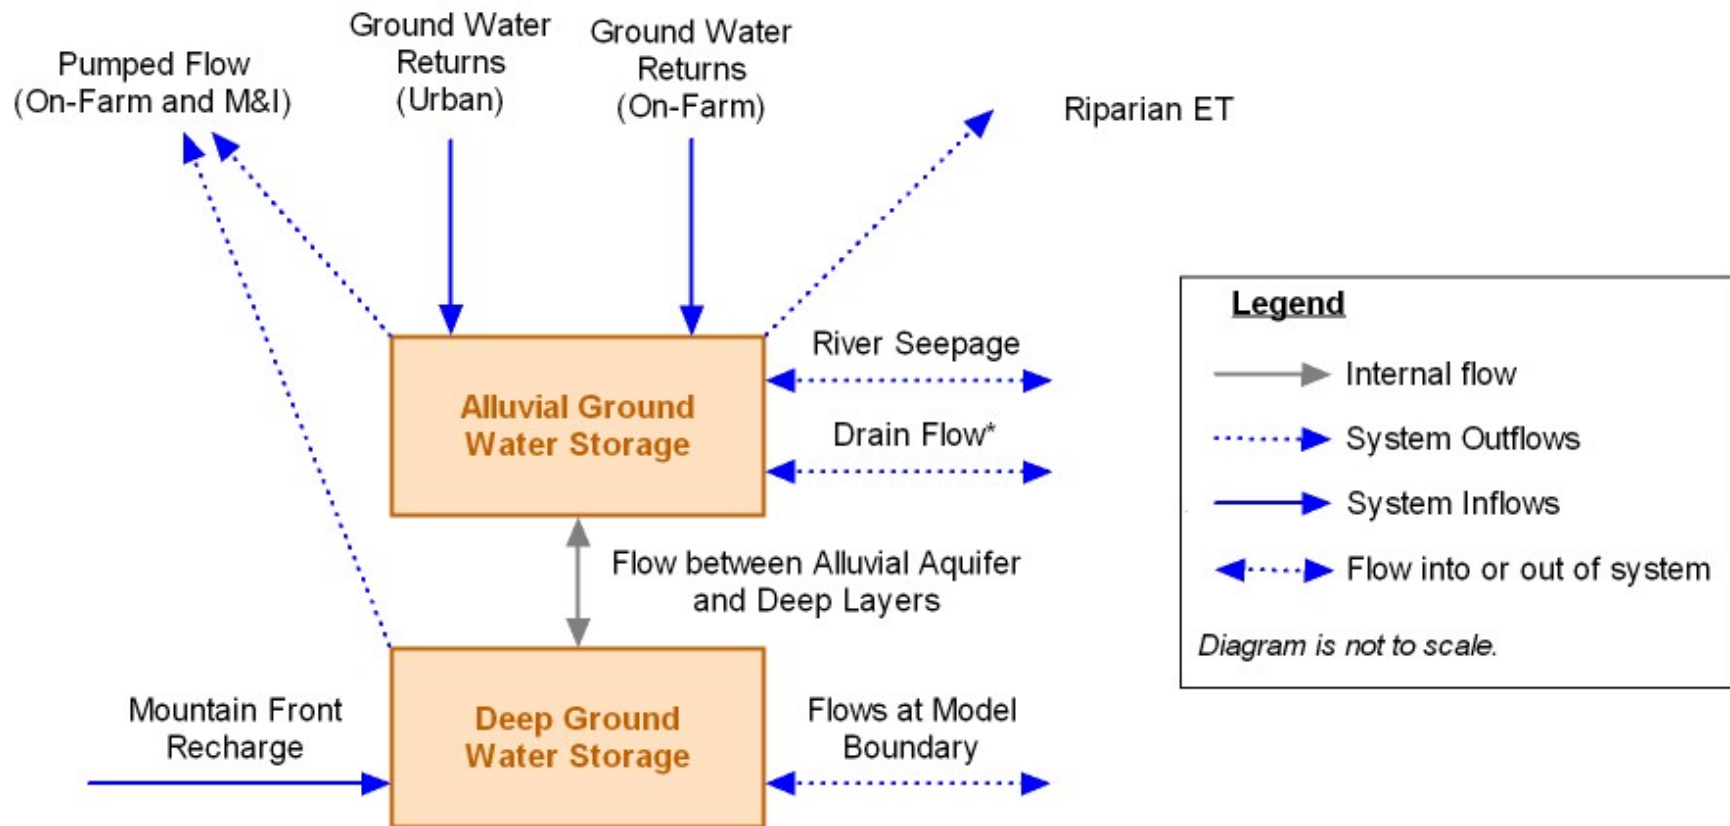 Ground Water
Returns
(Urban)
Ground Water
Returns
(On-Farm)
Pumped Flow
(On-Farm and M&I)
Riparian ET
River Seepage
Alluvial Ground
Water Storage
Drain Flow*
Flow between Alluvial Aquifer
and Deep Layers
Mountain Front
Recharge
Deep Ground
Water Storage
Flows at Model
Boundary
Legend
Internal flow
System Outflows
System Inflows
Flow into or out of system
Diagram is not to scale.